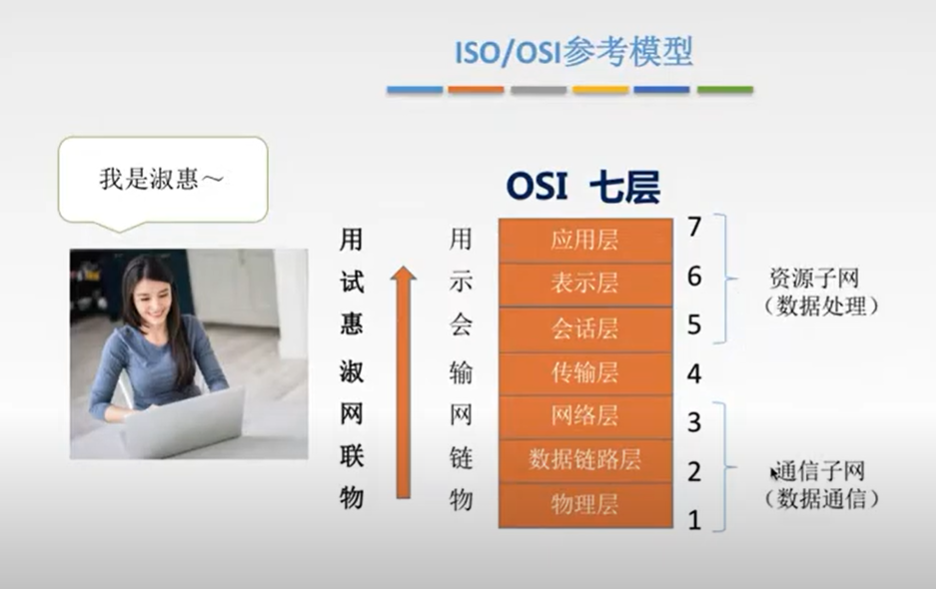 ISO/OSI参考模型
我是淑惠～
OSI 七层
用
试
惠
淑
网
联
物
用
示
会
输
网
链
物
应用层
表示层
会话层
传输层
网络层
数据链路层
物理层
7
6
5
4
3
2
1
资源子网
（数据处理）
通信子网
（数据通信）